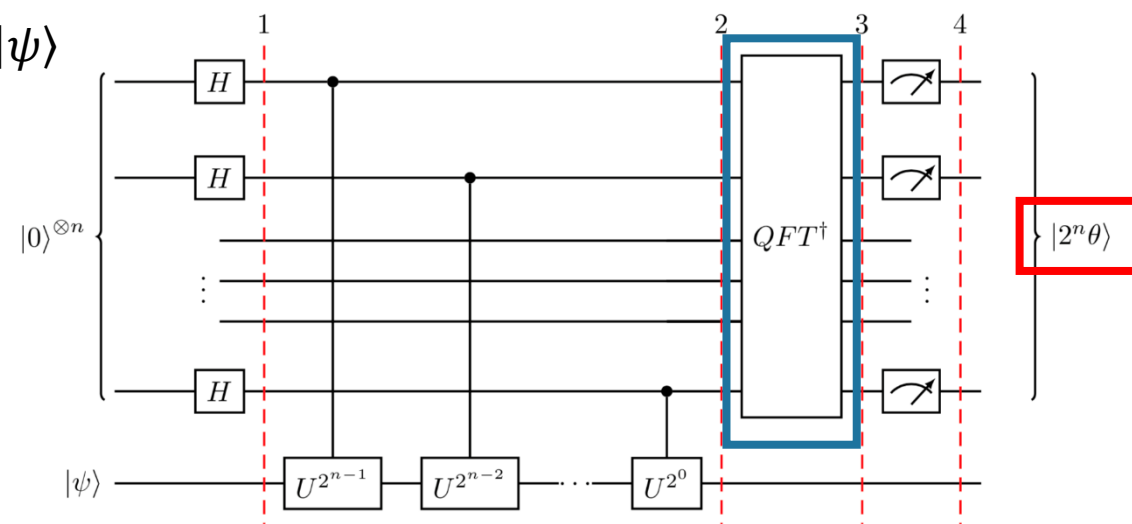 |ψ⟩
1 2 3 4
H
H
|0⟩^{⊗n} QFT^† |2^nθ⟩
⋮ ⋮
H
|ψ⟩ U^{2^{n-1}} U^{2^{n-2}} ⋯ U^{2^0}